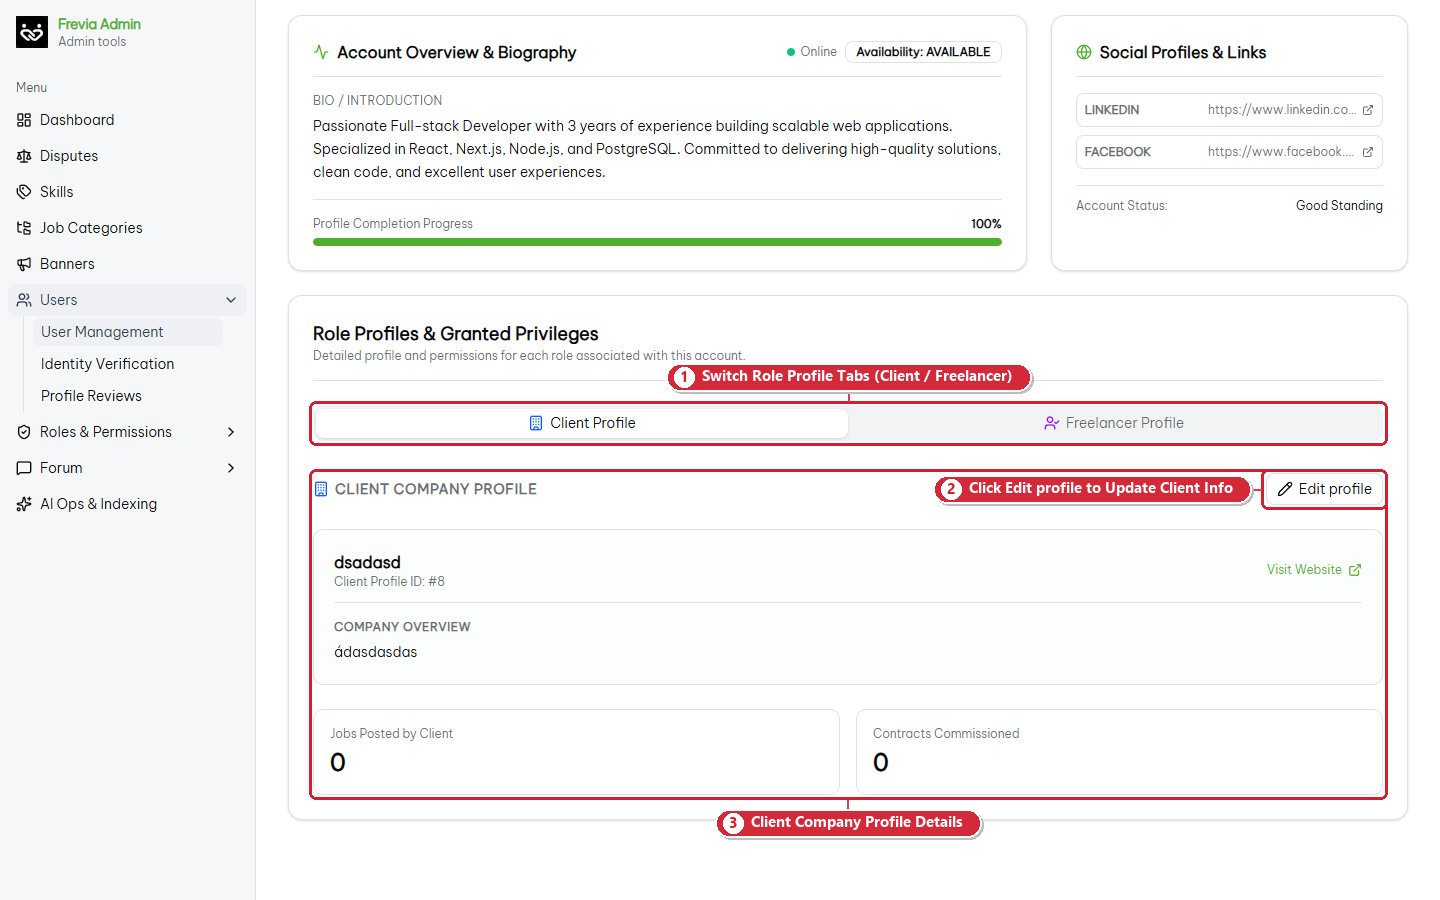 Frevia Admin
Admin tools
Menu
Dashboard
Disputes
Skills
Job Categories
Banners
Users
User Management
Identity Verification
Profile Reviews
Roles & Permissions
Forum
AI Ops & Indexing
Account Overview & Biography
Online
Availability: AVAILABLE
BIO / INTRODUCTION
Passionate Full-stack Developer with 3 years of experience building scalable web applications.
Specialized in React, Next.js, Node.js, and PostgreSQL. Committed to delivering high-quality solutions,
clean code, and excellent user experiences.
Profile Completion Progress
100%
Social Profiles & Links
LINKEDIN
https://www.linkedin.co...
FACEBOOK
https://www.facebook....
Account Status:
Good Standing
Role Profiles & Granted Privileges
Detailed profile and permissions for each role associated with this account.
1 Switch Role Profile Tabs (Client / Freelancer)
Client Profile
Freelancer Profile
CLIENT COMPANY PROFILE
2 Click Edit profile to Update Client Info
Edit profile
dsadasd
Client Profile ID: #8
Visit Website
COMPANY OVERVIEW
ádasdasdas
Jobs Posted by Client
0
Contracts Commissioned
0
3 Client Company Profile Details